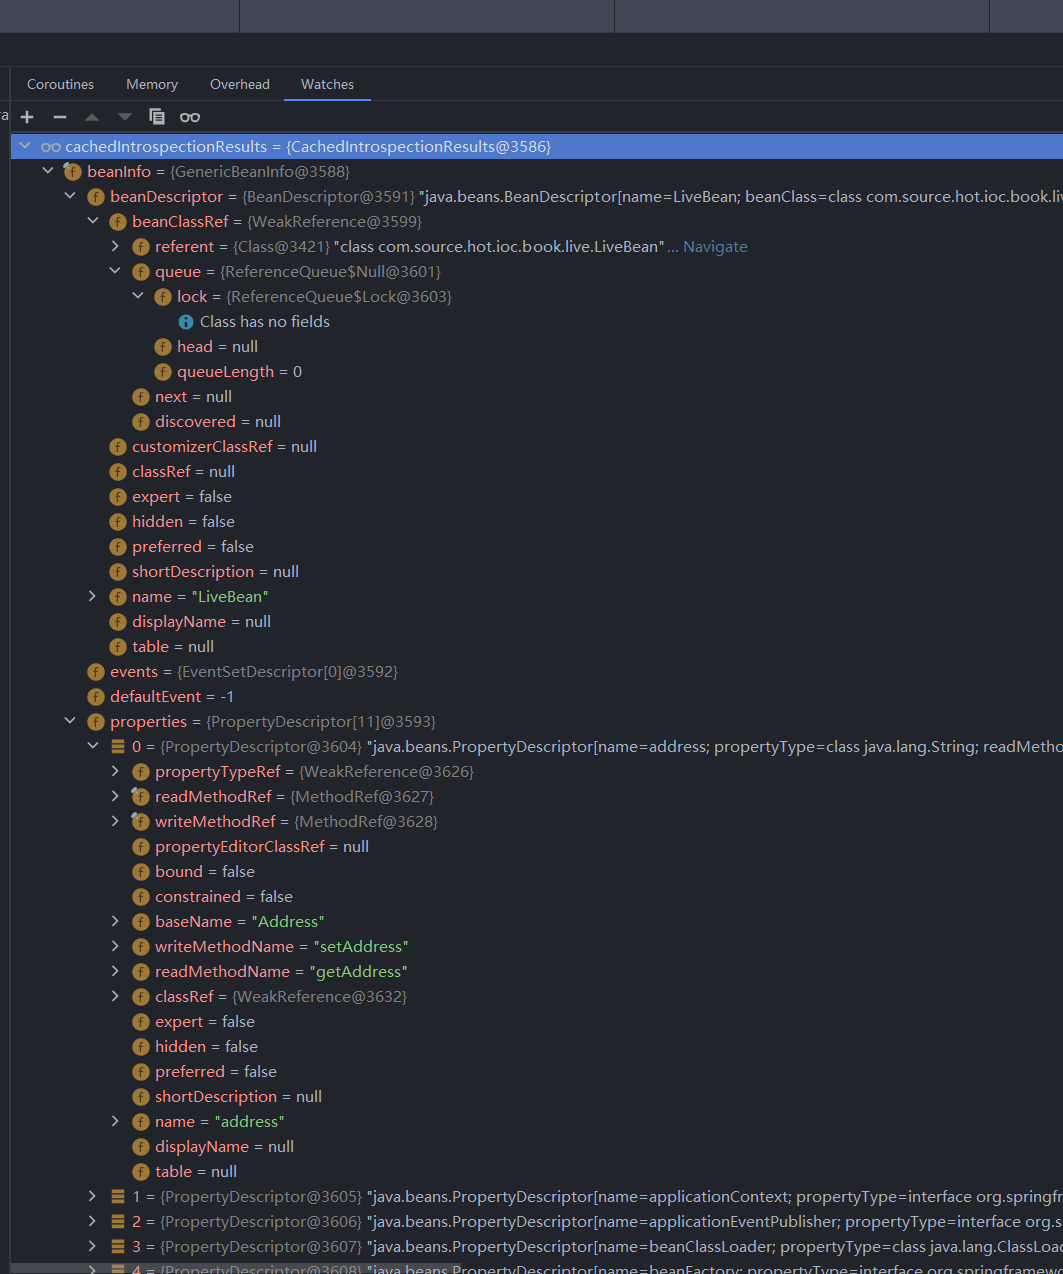 Coroutines Memory Overhead Watches
cachedIntrospectionResults = {CachedIntrospectionResults@3586}
beanInfo = {GenericBeanInfo@3588}
beanDescriptor = {BeanDescriptor@3591} "java.beans.BeanDescriptor[name=LiveBean; beanClass=class com.source.hot.ioc.book.liv
beanClassRef = {WeakReference@3599}
referent = {Class@3421} "class com.source.hot.ioc.book.live.LiveBean"... Navigate
queue = {ReferenceQueue$Null@3601}
lock = {ReferenceQueue$Lock@3603}
Class has no fields
head = null
queueLength = 0
next = null
discovered = null
customizerClassRef = null
classRef = null
expert = false
hidden = false
preferred = false
shortDescription = null
name = "LiveBean"
displayName = null
table = null
events = {EventSetDescriptor[0]@3592}
defaultEvent = -1
properties = {PropertyDescriptor[11]@3593}
0 = {PropertyDescriptor@3604} "java.beans.PropertyDescriptor[name=address; propertyType=class java.lang.String; readMetho
propertyTypeRef = {WeakReference@3626}
readMethodRef = {MethodRef@3627}
writeMethodRef = {MethodRef@3628}
propertyEditorClassRef = null
bound = false
constrained = false
baseName = "Address"
writeMethodName = "setAddress"
readMethodName = "getAddress"
classRef = {WeakReference@3632}
expert = false
hidden = false
preferred = false
shortDescription = null
name = "address"
displayName = null
table = null
1 = {PropertyDescriptor@3605} "java.beans.PropertyDescriptor[name=applicationContext; propertyType=interface org.springfr
2 = {PropertyDescriptor@3606} "java.beans.PropertyDescriptor[name=applicationEventPublisher; propertyType=interface org.s
3 = {PropertyDescriptor@3607} "java.beans.PropertyDescriptor[name=beanClassLoader; propertyType=class java.lang.ClassLoad
4 = {PropertyDescriptor@3608} "java.beans.PropertyDescriptor[name=beanFactory; propertyType=interface org.springframew